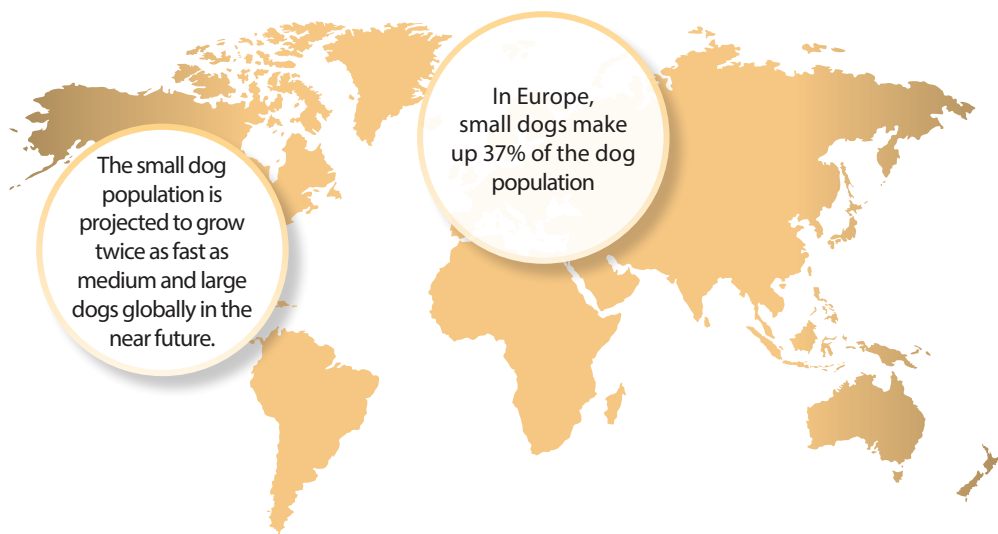 The small dog
population is
projected to grow
twice as fast as
medium and large
dogs globally in the
near future.
In Europe,
small dogs make
up 37% of the dog
population